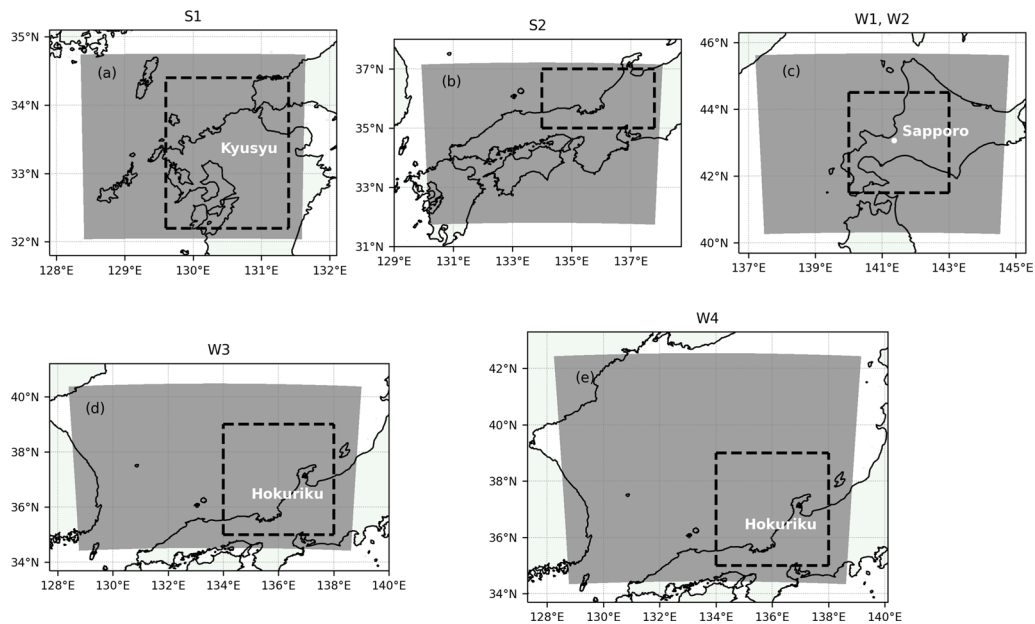 S1
35°N
34°N
33°N
32°N
(a)
Kyusyu
128°E 129°E 130°E 131°E 132°E
S2
37°N
35°N
33°N
31°N
(b)
129°E 131°E 133°E 135°E 137°E
W1, W2
46°N
44°N
42°N
40°N
(c)
Sapporo
137°E 139°E 141°E 143°E 145°E
W3
40°N
38°N
36°N
34°N
(d)
Hokuriku
128°E 130°E 132°E 134°E 136°E 138°E 140°E
W4
42°N
40°N
38°N
36°N
34°N
(e)
Hokuriku
128°E 130°E 132°E 134°E 136°E 138°E 140°E